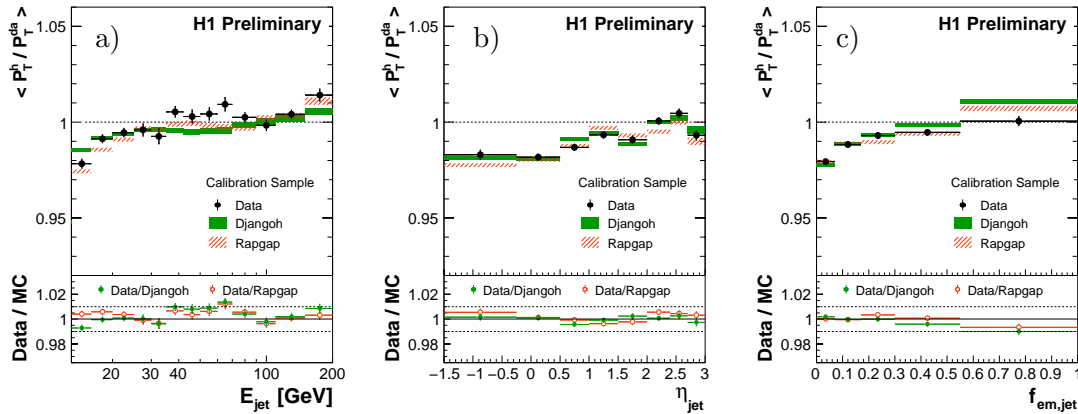 H1 Preliminary
a)
< P_T^h / P_T^da >
1.05
1
0.95
Calibration Sample
Data
Djangoh
Rapgap
Data/Djangoh
Data/Rapgap
Data / MC
1.02
1
0.98
20 30 40 100 200
E_jet [GeV]
H1 Preliminary
b)
< P_T^h / P_T^da >
1.05
1
0.95
Calibration Sample
Data
Djangoh
Rapgap
Data/Djangoh
Data/Rapgap
Data / MC
1.02
1
0.98
−1.5 −1 −0.5 0 0.5 1 1.5 2 2.5 3
η_jet
H1 Preliminary
c)
< P_T^h / P_T^da >
1.05
1
0.95
Calibration Sample
Data
Djangoh
Rapgap
Data/Djangoh
Data/Rapgap
Data / MC
1.02
1
0.98
0 0.1 0.2 0.3 0.4 0.5 0.6 0.7 0.8 0.9 1
f_em,jet